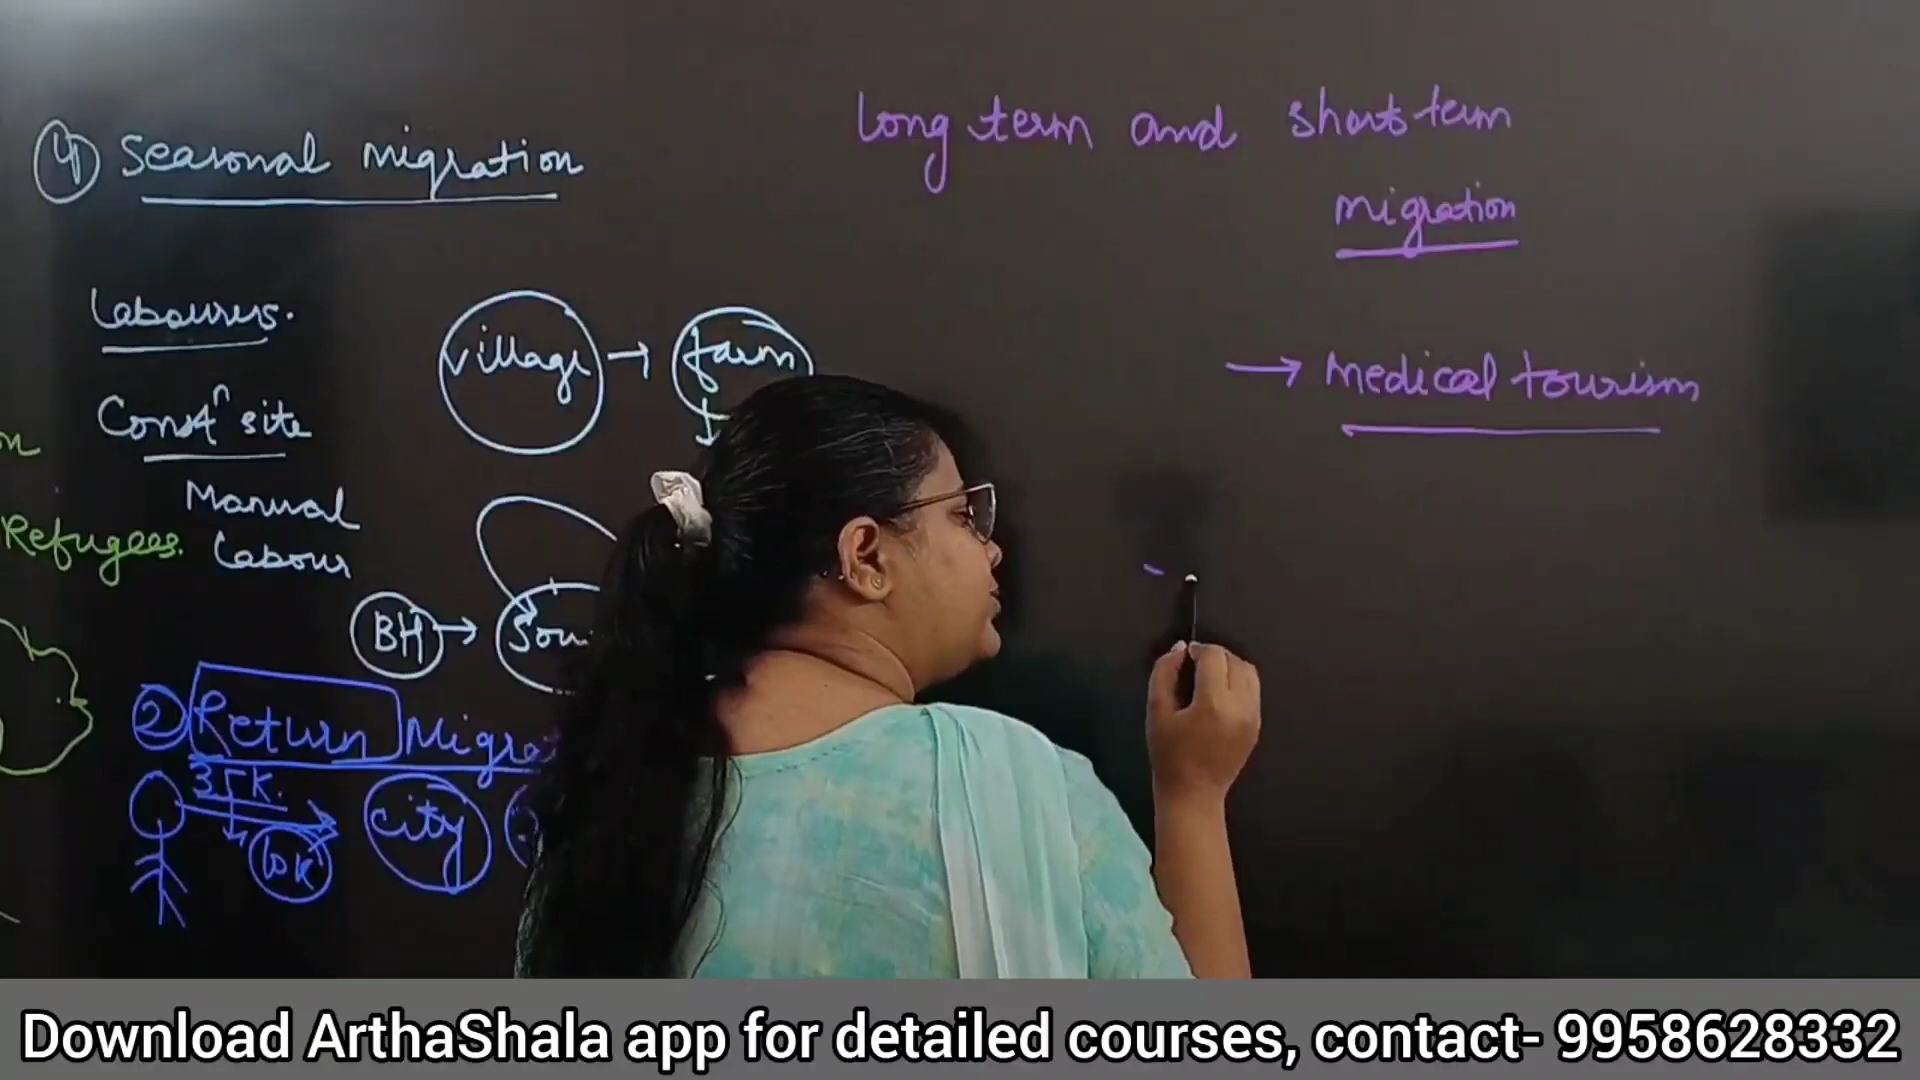 ④ Seasonal migration
Labourers.
Constn site
Manual
Labour
on
Refugees.
village → farm
BH →
② Return
35K.
10K
city
Long term and short term
migration
→ Medical tourism
Download ArthaShala app for detailed courses, contact- 9958628332